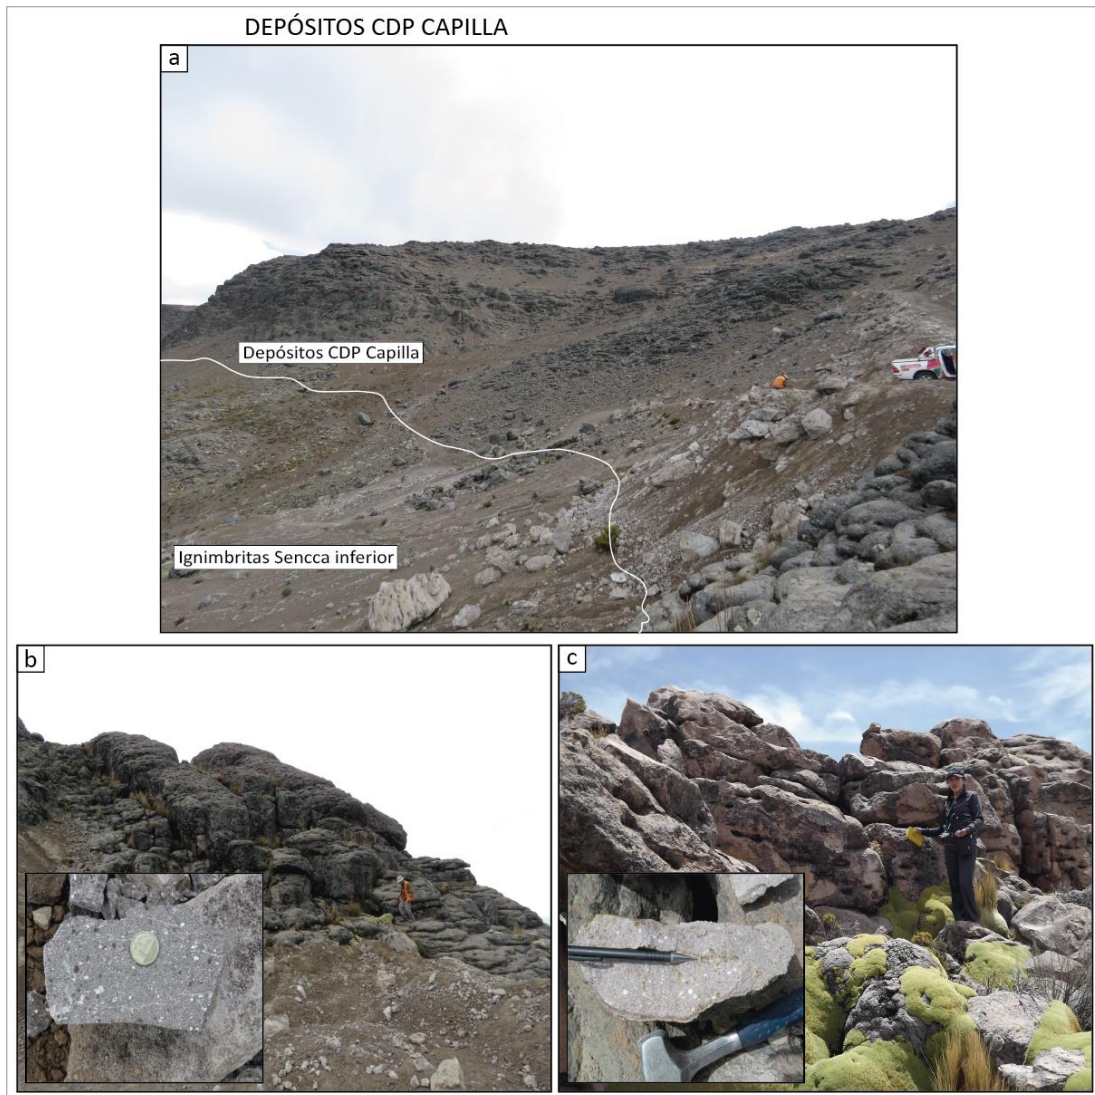 DEPÓSITOS CDP CAPILLA
a
Depósitos CDP Capilla
Ignimbritas Sencca inferior
b
c